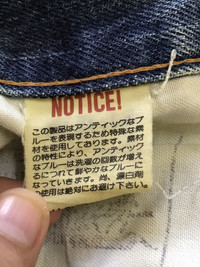 NOTICE!
この製品はアンティックなブ
ルーを表現するため特殊な素
材を使用しています。素材
の特性により、アンティック
なブルーは洗濯の回数が増え
るにつれて鮮やかなブルーに
なっていきます。尚、漂白剤
の使用は絶対にお避け下さい。